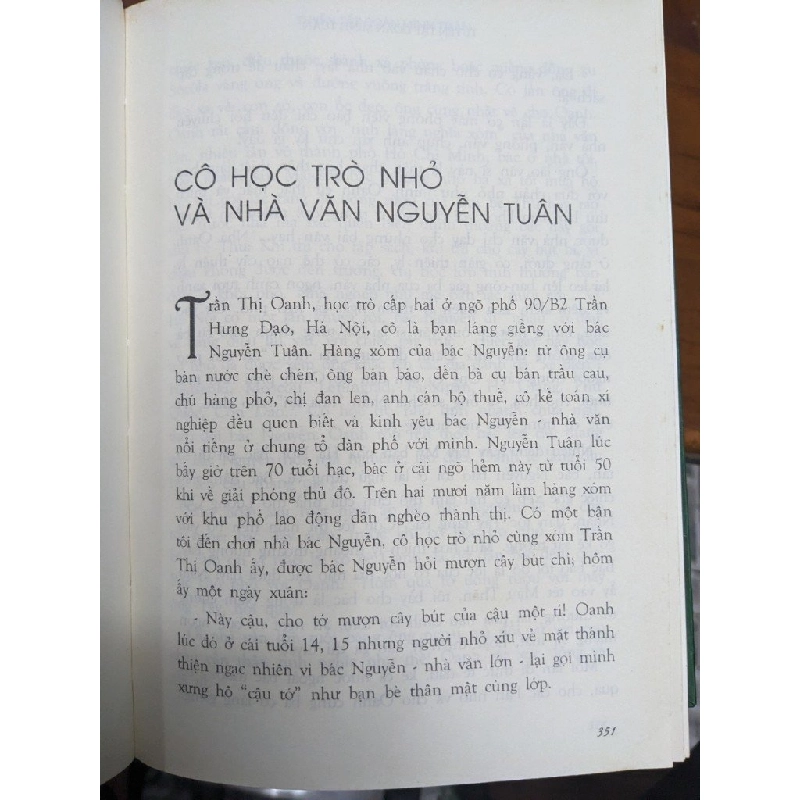 CÔ HỌC TRÒ NHỎ
VÀ NHÀ VĂN NGUYỄN TUÂN
Trần Thị Oanh, học trò cấp hai ở ngõ phố 90/B2 Trần
Hưng Đạo, Hà Nội, cô là bạn láng giềng với bác
Nguyễn Tuân. Hàng xóm của bác Nguyễn: từ ông cụ
bán nước chè chén, ông bán báo, đến bà cụ bán trầu cau,
chú hàng phở, chị đan len, anh cán bộ thuế, cô kế toán xí
nghiệp đều quen biết và kính yêu bác Nguyễn - nhà văn
nổi tiếng ở chung tổ dân phố với mình. Nguyễn Tuân lúc
bấy giờ trên 70 tuổi hạc, bác ở cái ngõ hẻm này từ tuổi 50
khi về giải phóng thủ đô. Trên hai mươi năm làm hàng xóm
với khu phố lao động dân nghèo thành thị. Có một bận
tôi đến chơi nhà bác Nguyễn, cô học trò nhỏ cùng xóm Trần
Thị Oanh ấy, được bác Nguyễn hỏi mượn cây bút chì; hôm
ấy một ngày xuân:
- Này cậu, cho tớ mượn cây bút của cậu một tí! Oanh
lúc đó ở cái tuổi 14, 15 nhưng người nhỏ xíu vẻ mặt thánh
thiện ngạc nhiên vì bác Nguyễn - nhà văn lớn - lại gọi mình
xưng hô "cậu tớ" như bạn bè thân mật cùng lớp.
351